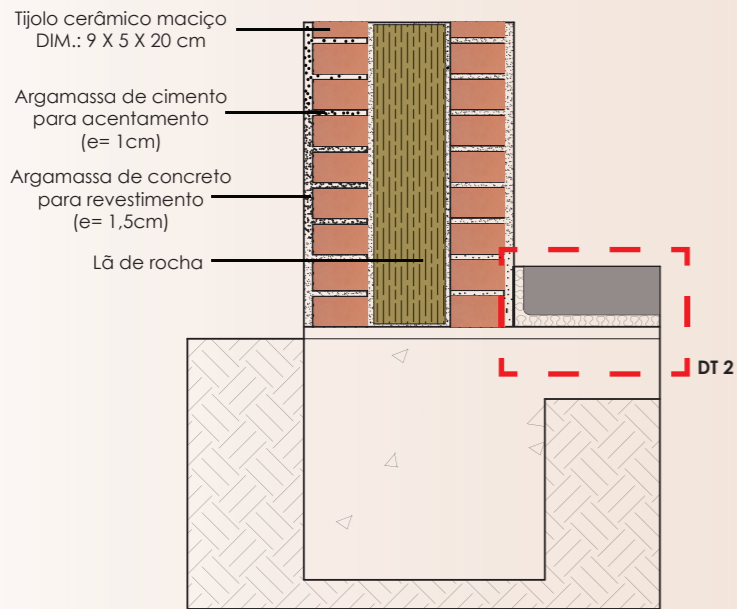 Tijolo cerâmico maciço
DIM.: 9 X 5 X 20 cm
Argamassa de cimento
para acentamento
(e= 1cm)
Argamassa de concreto
para revestimento
(e= 1,5cm)
Lã de rocha
DT 2